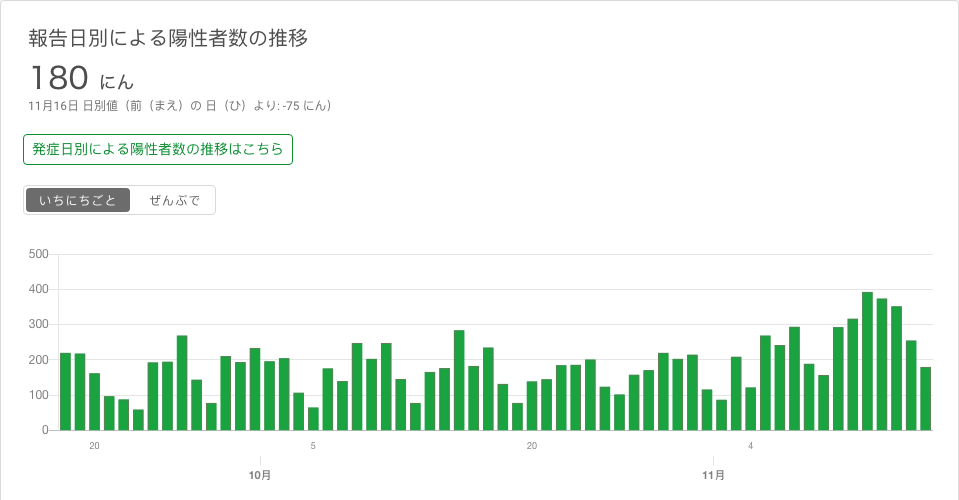 報告日別による陽性者数の推移
180 にん
11月16日 日別値（前（まえ）の 日（ひ）より: -75 にん）
発症日別による陽性者数の推移はこちら
いちにちごと ぜんぶで
500
400
300
200
100
0
20 5 20 4
10月 11月